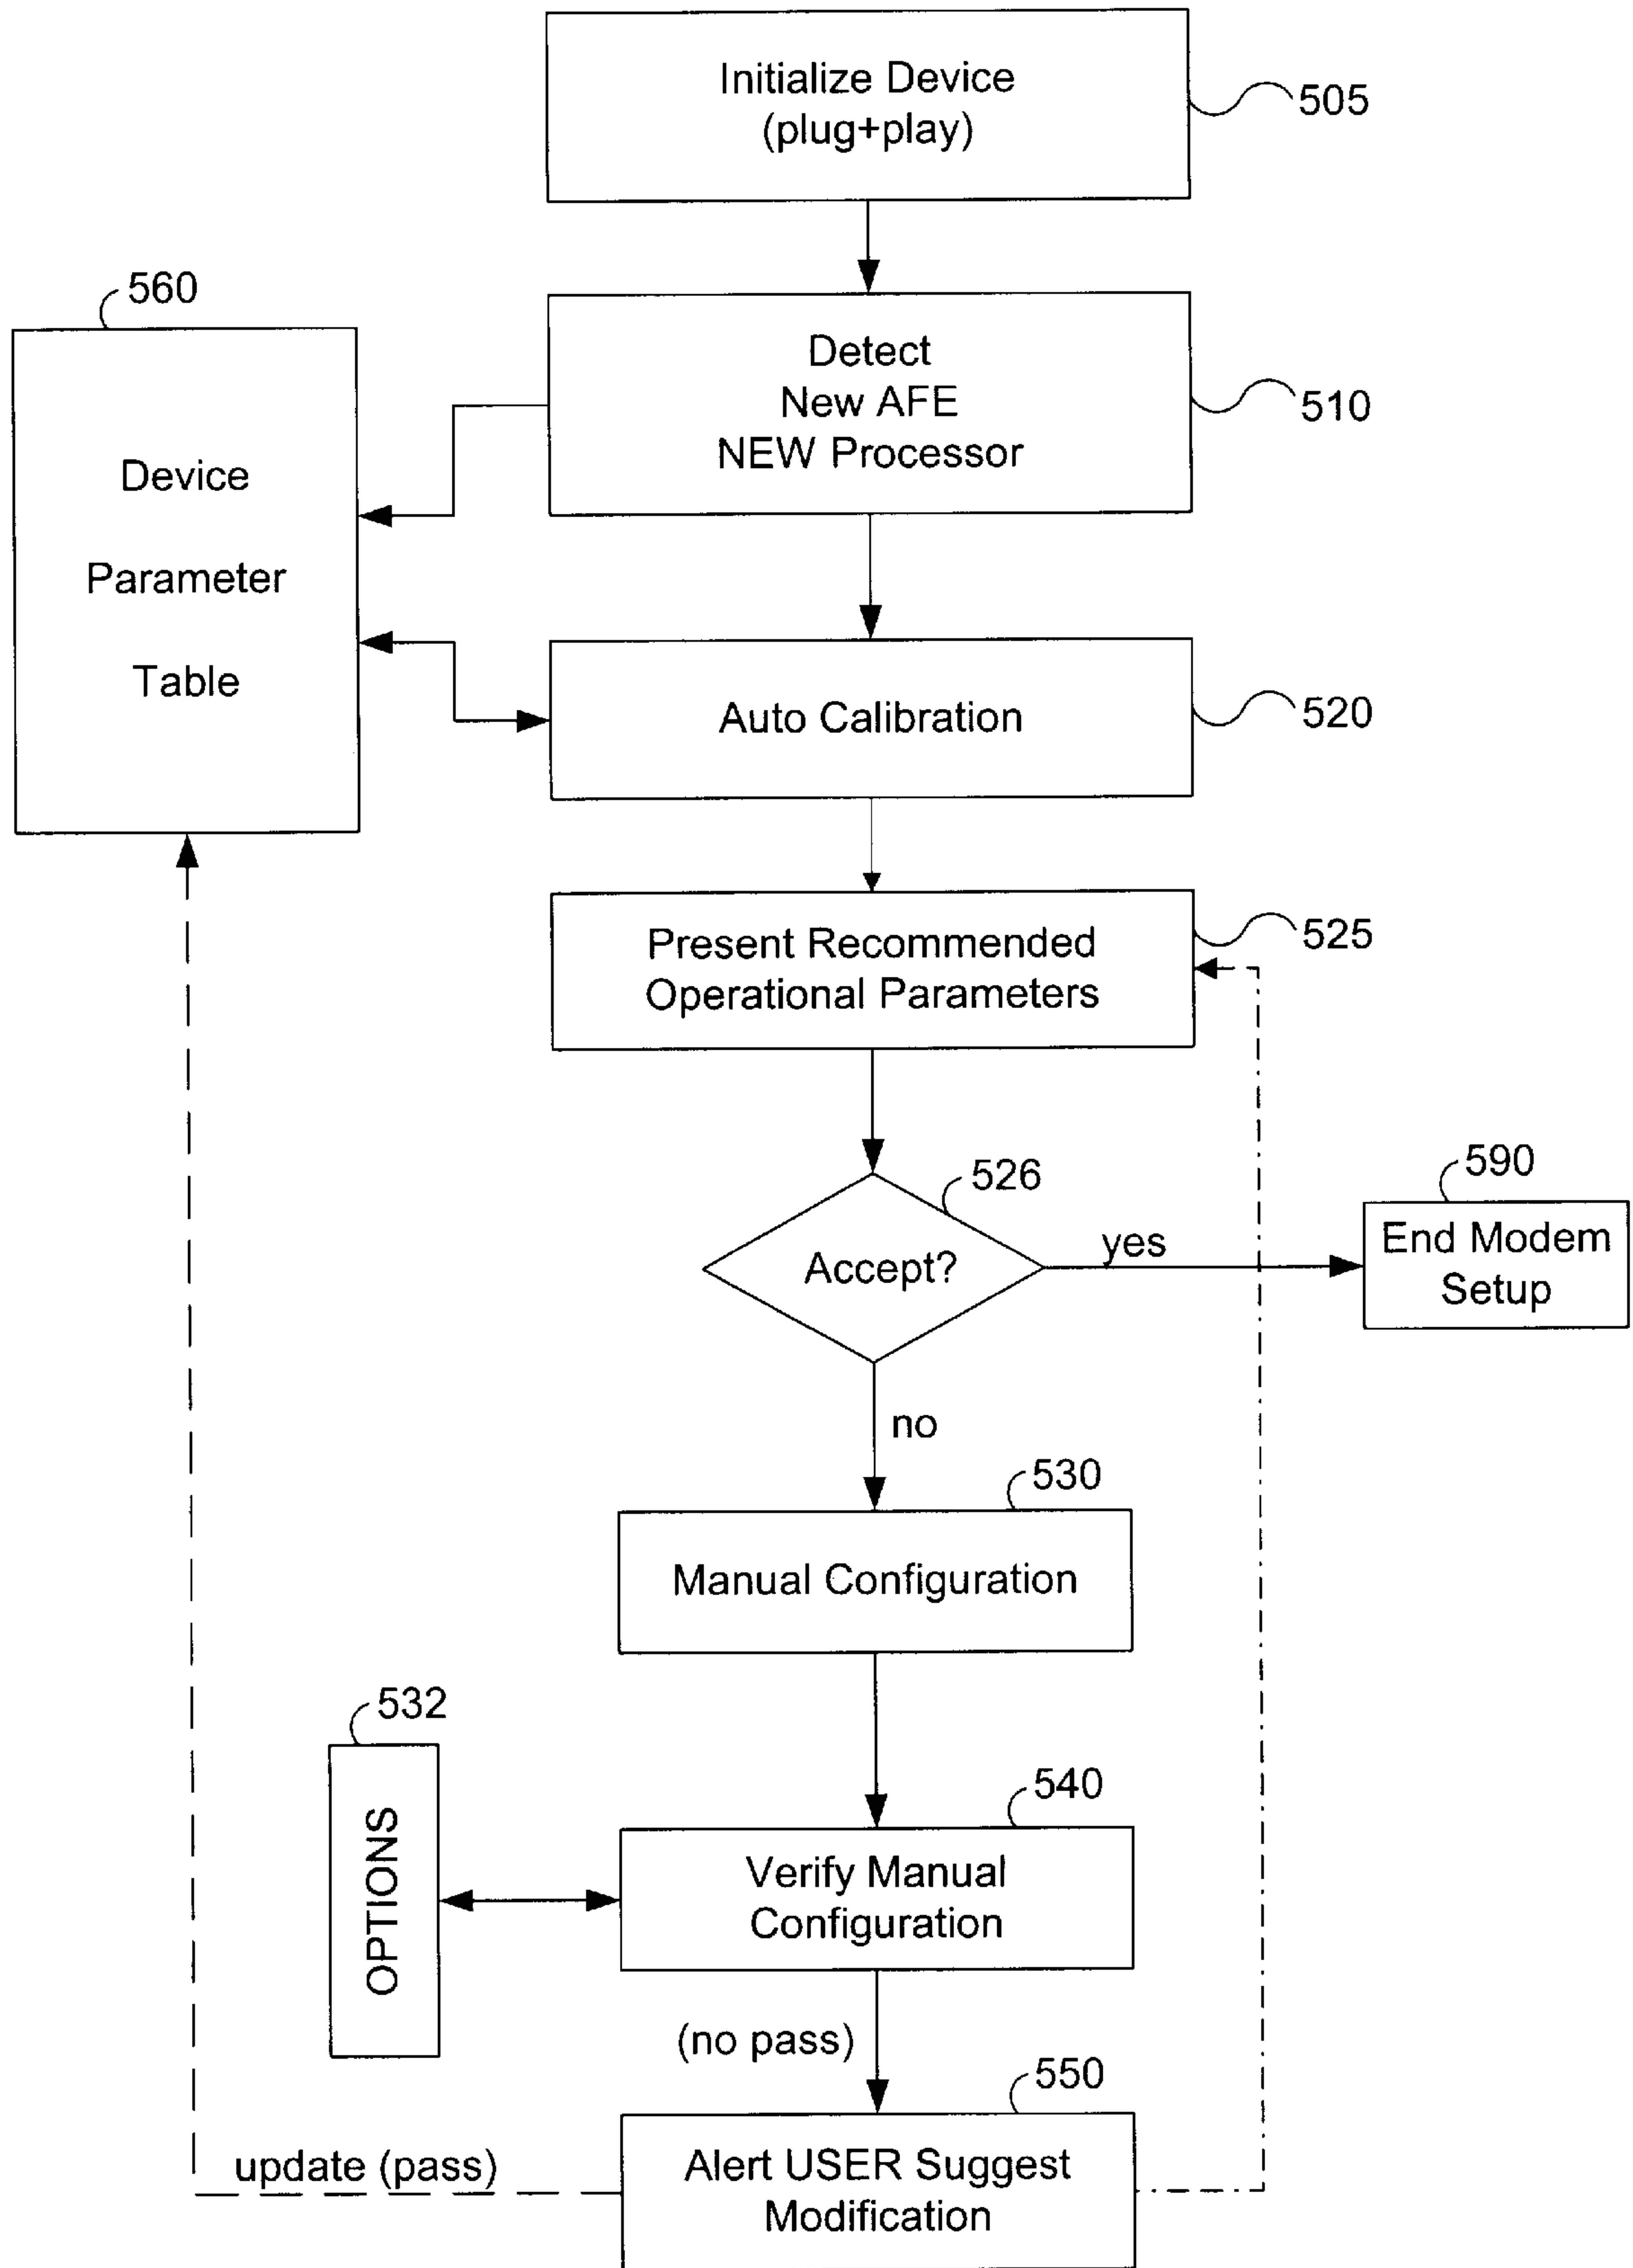 Initialize Device
(plug+play)
505
560
Detect
New AFE
NEW Processor
510
Device
Parameter
Table
Auto Calibration
520
Present Recommended
Operational Parameters
525
526
Accept?
yes
590
End Modem
Setup
no
530
Manual Configuration
532
OPTIONS
540
Verify Manual
Configuration
(no pass)
550
update (pass)
Alert USER Suggest
Modification